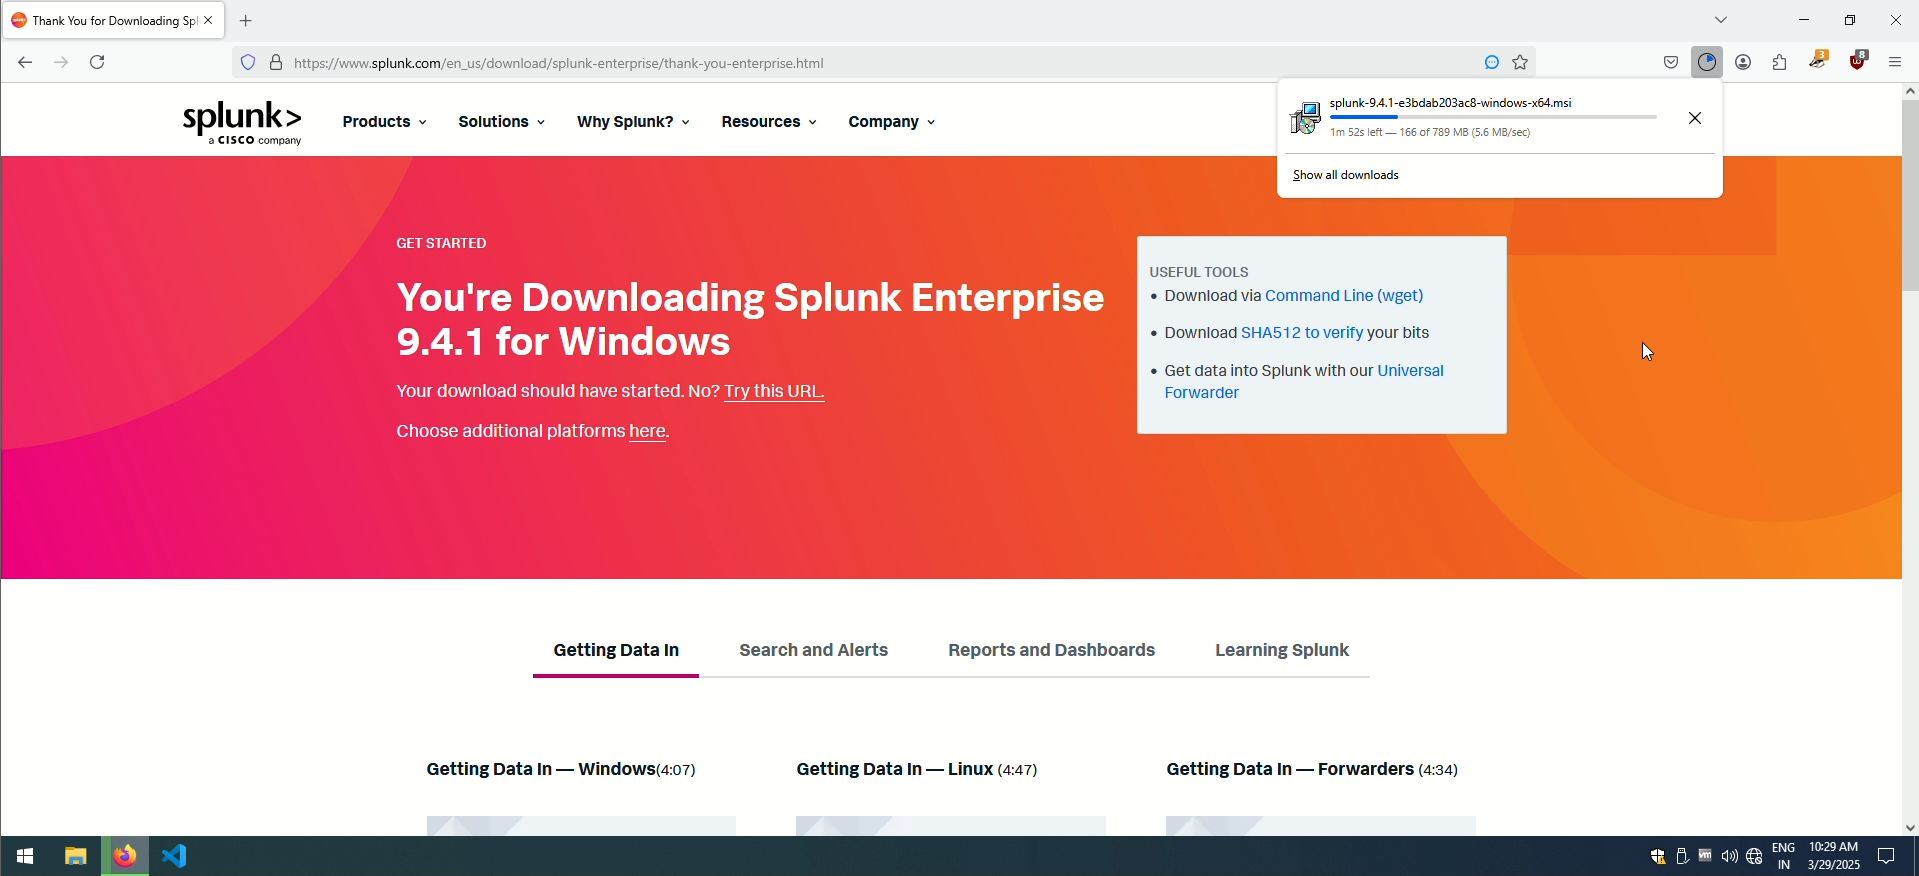 Thank You for Downloading Spl
https://www.splunk.com/en_us/download/splunk-enterprise/thank-you-enterprise.html
3
8
splunk-9.4.1-e3bdab203ac8-windows-x64.msi
1m 52s left — 166 of 789 MB (5.6 MB/sec)
Show all downloads
splunk>
a CISCO company
Products
Solutions
Why Splunk?
Resources
Company
GET STARTED
You're Downloading Splunk Enterprise
9.4.1 for Windows
Your download should have started. No? Try this URL.
Choose additional platforms here.
USEFUL TOOLS
• Download via Command Line (wget)
• Download SHA512 to verify your bits
• Get data into Splunk with our Universal
Forwarder
Getting Data In
Search and Alerts
Reports and Dashboards
Learning Splunk
Getting Data In — Windows(4:07)
Getting Data In — Linux (4:47)
Getting Data In — Forwarders (4:34)
vm
ENG
IN
10:29 AM
3/29/2025